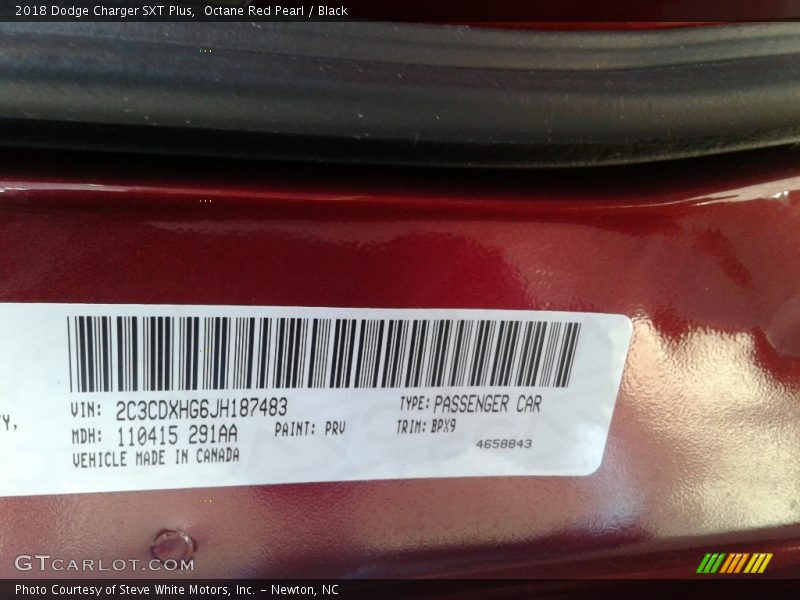 2018 Dodge Charger SXT Plus,  Octane Red Pearl / Black
VIN: 2C3CDXHG6JH187483
TYPE: PASSENGER CAR
TY,
MDH: 110415 291AA
PAINT: PRV
TRIM: BPX9
4658843
VEHICLE MADE IN CANADA
GTCARLOT.COM
Photo Courtesy of Steve White Motors, Inc. – Newton, NC